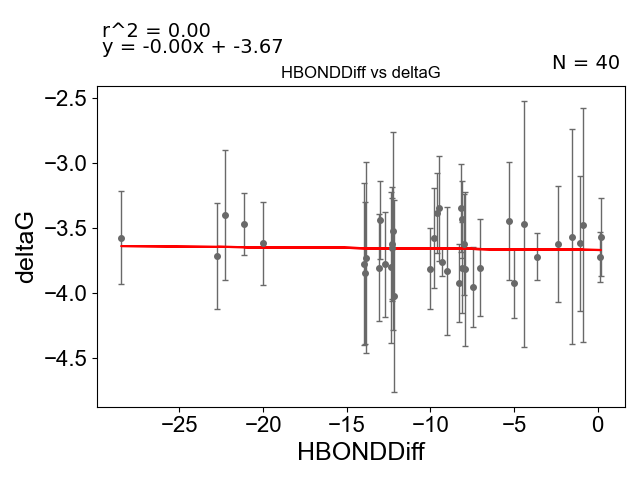 r^2 = 0.00
y = -0.00x + -3.67
N = 40
HBONDDiff vs deltaG
−2.5
−3.0
−3.5
−4.0
−4.5
deltaG
−25
−20
−15
−10
−5
0
HBONDDiff